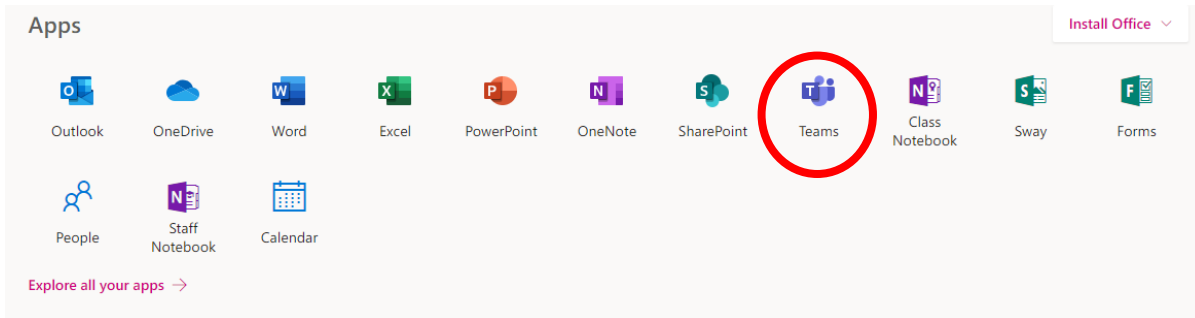 Apps
Install Office
Outlook
OneDrive
Word
Excel
PowerPoint
OneNote
SharePoint
Teams
Class
Notebook
Sway
Forms
People
Staff
Notebook
Calendar
Explore all your apps →